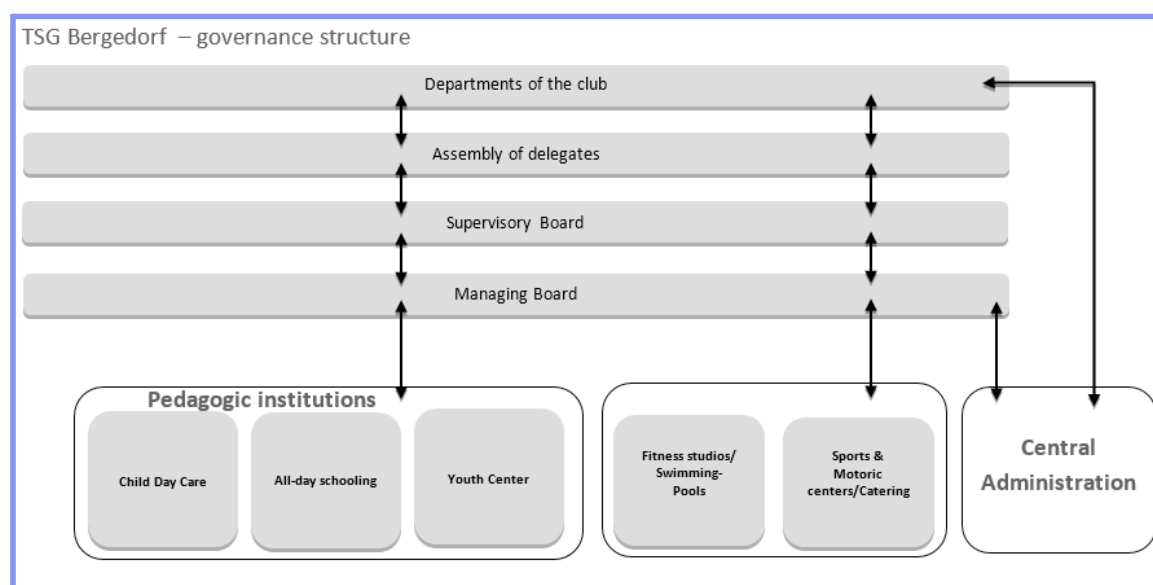 TSG Bergedorf – governance structure
Departments of the club
Assembly of delegates
Supervisory Board
Managing Board
Pedagogic institutions
Child Day Care
All-day schooling
Youth Center
Fitness studios/
Swimming-
Pools
Sports &
Motoric
centers/Catering
Central
Administration